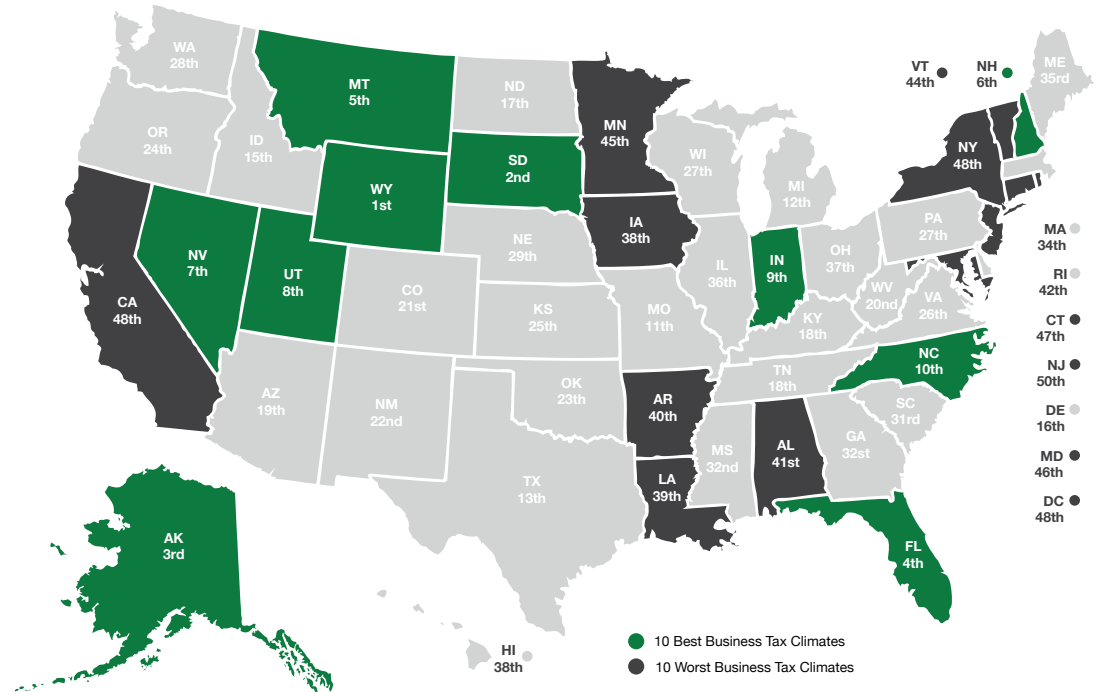 WA
28th
OR
24th
CA
48th
ID
15th
NV
7th
MT
5th
WY
1st
UT
8th
AZ
19th
CO
21st
NM
22nd
ND
17th
SD
2nd
NE
29th
KS
25th
OK
23rd
TX
13th
MN
45th
IA
38th
MO
11th
AR
40th
LA
39th
WI
27th
IL
36th
MI
12th
IN
9th
OH
37th
KY
18th
TN
18th
MS
32nd
AL
41st
GA
32st
FL
4th
SC
31rd
NC
10th
VA
26th
WV
20nd
PA
27th
NY
48th
VT
44th
NH
6th
ME
35rd
MA
34th
RI
42th
CT
47th
NJ
50th
DE
16th
MD
46th
DC
48th
AK
3rd
HI
38th
10 Best Business Tax Climates
10 Worst Business Tax Climates